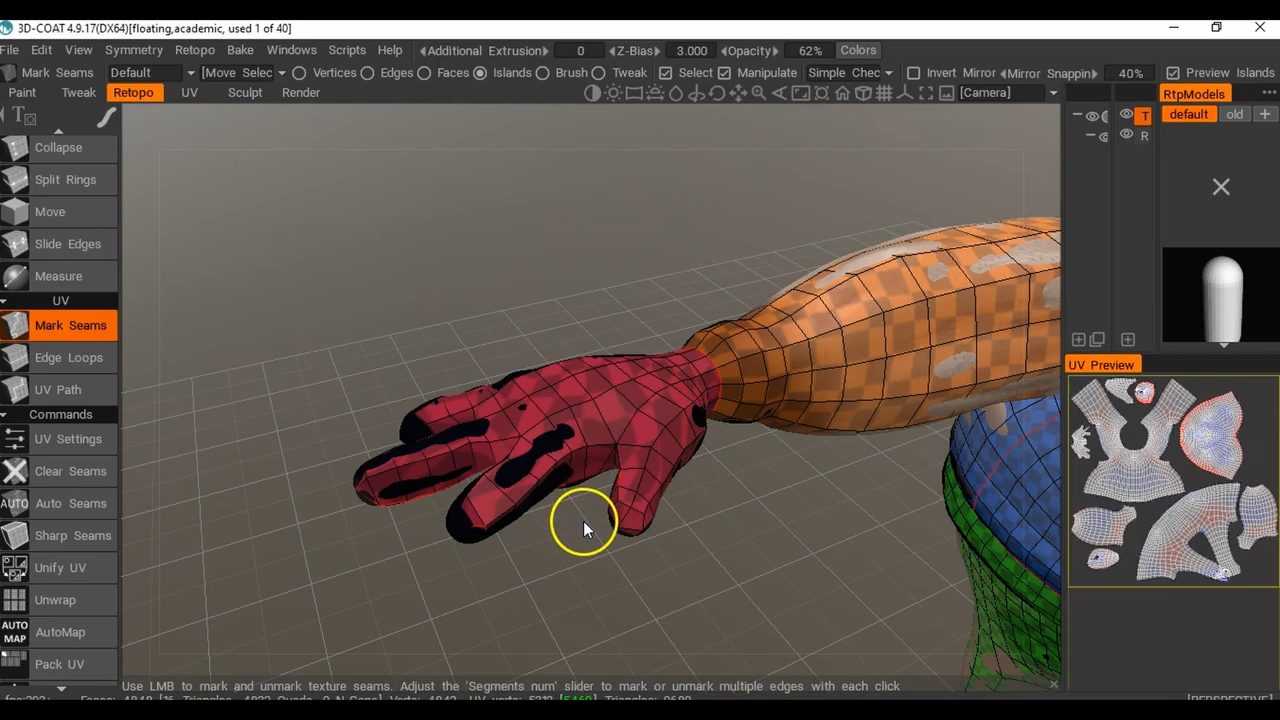 3D-COAT 4.9.17(DX64)[floating,academic, used 1 of 40]
File Edit View Symmetry Retopo Bake Windows Scripts Help Additional Extrusion 0 Z-Bias 3.000 Opacity 62% Colors
Mark Seams Default [Move Selec Vertices Edges Faces Islands Brush Tweak Select Manipulate Simple Chec Invert Mirror Mirror Snappin 40% Preview Islands
Paint Tweak Retopo UV Sculpt Render [Camera] RtpModels •••
T default old +
T
R
Collapse
Split Rings
Move
Slide Edges
Measure
UV
Mark Seams
Edge Loops
UV Preview
UV Path
Commands
UV Settings
Clear Seams
AUTO Auto Seams
Sharp Seams
Unify UV
Unwrap
AUTO MAP AutoMap
Pack UV
Use LMB to mark and unmark texture seams. Adjust the 'Segments num' slider to mark or unmark multiple edges with each click
[PERSPECTIVE]